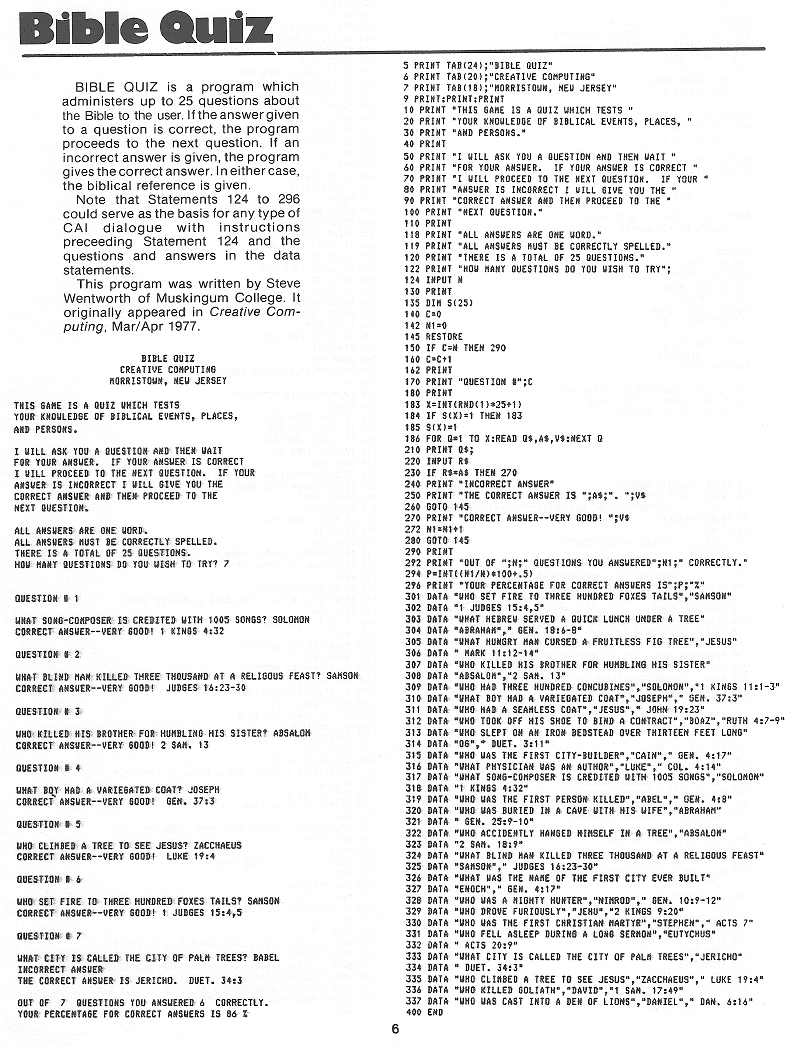 Bible Quiz
BIBLE QUIZ is a program which
administers up to 25 questions about
the Bible to the user. If the answer given
to a question is correct, the program
proceeds to the next question. If an
incorrect answer is given, the program
gives the correct answer. In either case,
the biblical reference is given.
Note that Statements 124 to 296
could serve as the basis for any type of
CAI dialogue with instructions
preceeding Statement 124 and the
questions and answers in the data
statements.
This program was written by Steve
Wentworth of Muskingum College. It
originally appeared in Creative Com-
puting, Mar/Apr 1977.
BIBLE QUIZ
CREATIVE COMPUTING
MORRISTOWN, NEW JERSEY
THIS GAME IS A QUIZ WHICH TESTS
YOUR KNOWLEDGE OF BIBLICAL EVENTS, PLACES,
AND PERSONS.
I WILL ASK YOU A QUESTION AND THEN WAIT
FOR YOUR ANSWER.  IF YOUR ANSWER IS CORRECT
I WILL PROCEED TO THE NEXT QUESTION.  IF YOUR
ANSWER IS INCORRECT I WILL GIVE YOU THE
CORRECT ANSWER AND THEN PROCEED TO THE
NEXT QUESTION.
ALL ANSWERS ARE ONE WORD.
ALL ANSWERS MUST BE CORRECTLY SPELLED.
THERE IS A TOTAL OF 25 QUESTIONS.
HOW MANY QUESTIONS DO YOU WISH TO TRY? 7
QUESTION # 1
WHAT SONG-COMPOSER IS CREDITED WITH 1005 SONGS? SOLOMON
CORRECT ANSWER--VERY GOOD! 1 KINGS 4:32
QUESTION # 2
WHAT BLIND MAN KILLED THREE THOUSAND AT A RELIGOUS FEAST? SAMSON
CORRECT ANSWER--VERY GOOD!  JUDGES 16:23-30
QUESTION # 3
WHO KILLED HIS BROTHER FOR HUMBLING HIS SISTER? ABSALOM
CORRECT ANSWER--VERY GOOD! 2 SAM. 13
QUESTION # 4
WHAT BOY HAD A VARIEGATED COAT? JOSEPH
CORRECT ANSWER--VERY GOOD!  GEN. 37:3
QUESTION # 5
WHO CLIMBED A TREE TO SEE JESUS? ZACCHAEUS
CORRECT ANSWER--VERY GOOD!  LUKE 19:4
QUESTION # 6
WHO SET FIRE TO THREE HUNDRED FOXES TAILS? SAMSON
CORRECT ANSWER--VERY GOOD! 1 JUDGES 15:4,5
QUESTION # 7
WHAT CITY IS CALLED THE CITY OF PALM TREES? BABEL
INCORRECT ANSWER
THE CORRECT ANSWER IS JERICHO.  DUET. 34:3
OUT OF  7  QUESTIONS YOU ANSWERED 6  CORRECTLY.
YOUR PERCENTAGE FOR CORRECT ANSWERS IS 86 %
5 PRINT TAB(24);"BIBLE QUIZ"
6 PRINT TAB(20);"CREATIVE COMPUTING"
7 PRINT TAB(18);"MORRISTOWN, NEW JERSEY"
9 PRINT:PRINT:PRINT
10 PRINT "THIS GAME IS A QUIZ WHICH TESTS "
20 PRINT "YOUR KNOWLEDGE OF BIBLICAL EVENTS, PLACES, "
30 PRINT "AND PERSONS."
40 PRINT
50 PRINT "I WILL ASK YOU A QUESTION AND THEN WAIT "
60 PRINT "FOR YOUR ANSWER.  IF YOUR ANSWER IS CORRECT "
70 PRINT "I WILL PROCEED TO THE NEXT QUESTION.  IF YOUR "
80 PRINT "ANSWER IS INCORRECT I WILL GIVE YOU THE "
90 PRINT "CORRECT ANSWER AND THEN PROCEED TO THE "
100 PRINT "NEXT QUESTION."
110 PRINT
118 PRINT "ALL ANSWERS ARE ONE WORD."
119 PRINT "ALL ANSWERS MUST BE CORRECTLY SPELLED."
120 PRINT "THERE IS A TOTAL OF 25 QUESTIONS."
122 PRINT "HOW MANY QUESTIONS DO YOU WISH TO TRY";
124 INPUT N
130 PRINT
135 DIM S(25)
140 C=0
142 N1=0
145 RESTORE
150 IF C=N THEN 290
160 C=C+1
162 PRINT
170 PRINT "QUESTION #";C
180 PRINT
183 X=INT(RND(1)*25+1)
184 IF S(X)=1 THEN 183
185 S(X)=1
186 FOR Q=1 TO X:READ Q$,A$,V$:NEXT Q
210 PRINT Q$;
220 INPUT R$
230 IF R$=A$ THEN 270
240 PRINT "INCORRECT ANSWER"
250 PRINT "THE CORRECT ANSWER IS ";A$;". ";V$
260 GOTO 145
270 PRINT "CORRECT ANSWER--VERY GOOD! ";V$
272 N1=N1+1
280 GOTO 145
290 PRINT
292 PRINT "OUT OF ";N;" QUESTIONS YOU ANSWERED";N1;" CORRECTLY."
294 P=INT((N1/N)*100+.5)
296 PRINT "YOUR PERCENTAGE FOR CORRECT ANSWERS IS";P;"%"
301 DATA "WHO SET FIRE TO THREE HUNDRED FOXES TAILS","SAMSON"
302 DATA "1 JUDGES 15:4,5"
303 DATA "WHAT HEBREW SERVED A QUICK LUNCH UNDER A TREE"
304 DATA "ABRAHAM"," GEN. 18:6-8"
305 DATA "WHAT HUNGRY MAN CURSED A FRUITLESS FIG TREE","JESUS"
306 DATA " MARK 11:12-14"
307 DATA "WHO KILLED HIS BROTHER FOR HUMBLING HIS SISTER"
308 DATA "ABSALOM","2 SAM. 13"
309 DATA "WHO HAD THREE HUNDRED CONCUBINES","SOLOMON","1 KINGS 11:1-3"
310 DATA "WHAT BOY HAD A VARIEGATED COAT","JOSEPH"," GEN. 37:3"
311 DATA "WHO HAD A SEAMLESS COAT","JESUS"," JOHN 19:23"
312 DATA "WHO TOOK OFF HIS SHOE TO BIND A CONTRACT","BOAZ","RUTH 4:7-9"
313 DATA "WHO SLEPT ON AN IRON BEDSTEAD OVER THIRTEEN FEET LONG"
314 DATA "OG"," DUET. 3:11"
315 DATA "WHO WAS THE FIRST CITY-BUILDER","CAIN"," GEN. 4:17"
316 DATA "WHAT PHYSICIAN WAS AN AUTHOR","LUKE"," COL. 4:14"
317 DATA "WHAT SONG-COMPOSER IS CREDITED WITH 1005 SONGS","SOLOMON"
318 DATA "1 KINGS 4:32"
319 DATA "WHO WAS THE FIRST PERSON KILLED","ABEL"," GEN. 4:8"
320 DATA "WHO WAS BURIED IN A CAVE WITH HIS WIFE","ABRAHAM"
321 DATA " GEN. 25:9-10"
322 DATA "WHO ACCIDENTLY HANGED HIMSELF IN A TREE","ABSALOM"
323 DATA "2 SAM. 18:9"
324 DATA "WHAT BLIND MAN KILLED THREE THOUSAND AT A RELIGOUS FEAST"
325 DATA "SAMSON"," JUDGES 16:23-30"
326 DATA "WHAT WAS THE NAME OF THE FIRST CITY EVER BUILT"
327 DATA "ENOCH"," GEN. 4:17"
328 DATA "WHO WAS A MIGHTY HUNTER","NIMROD"," GEN. 10:9-12"
329 DATA "WHO DROVE FURIOUSLY","JEHU","2 KINGS 9:20"
330 DATA "WHO WAS THE FIRST CHRISTIAN MARTYR","STEPHEN"," ACTS 7"
331 DATA "WHO FELL ASLEEP DURING A LONG SERMON","EUTYCHUS"
332 DATA " ACTS 20:9"
333 DATA "WHAT CITY IS CALLED THE CITY OF PALM TREES","JERICHO"
334 DATA " DUET. 34:3"
335 DATA "WHO CLIMBED A TREE TO SEE JESUS","ZACCHAEUS"," LUKE 19:4"
336 DATA "WHO KILLED GOLIATH","DAVID","1 SAM. 17:49"
337 DATA "WHO WAS CAST INTO A DEN OF LIONS","DANIEL"," DAN. 6:16"
400 END
6